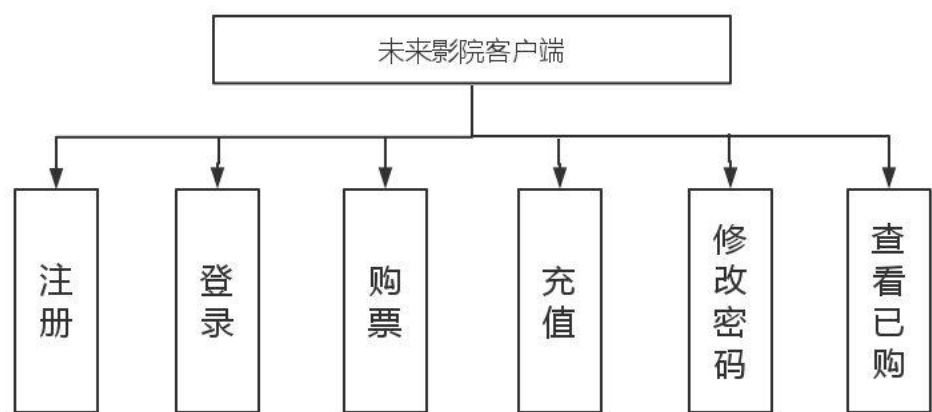 未来影院客户端
注册
登录
购票
充值
修改密码
查看已购